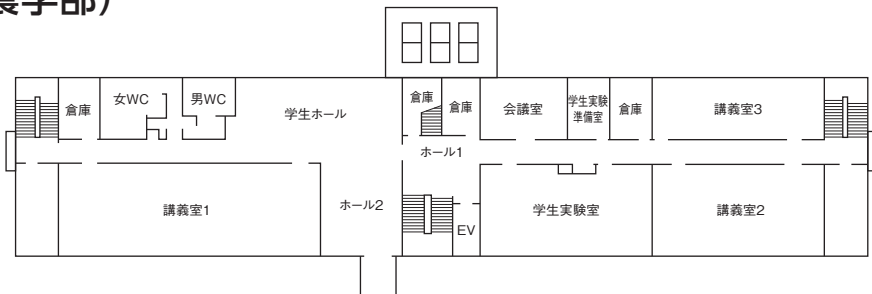 農学部）
倉庫
女WC
男WC
学生ホール
倉庫
倉庫
会議室
学生実験
準備室
倉庫
講義室3
ホール1
講義室1
ホール2
EV
学生実験室
講義室2